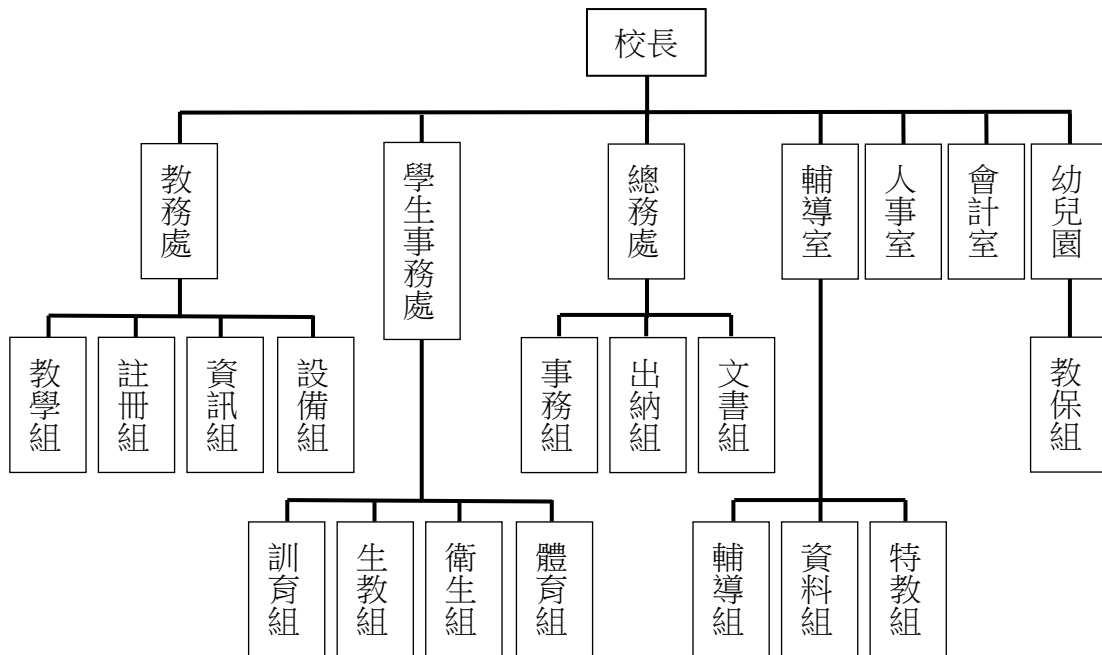 校長
教務處
學生事務處
總務處
輔導室
人事室
會計室
幼兒園
教學組
註冊組
資訊組
設備組
事務組
出納組
文書組
教保組
訓育組
生教組
衛生組
體育組
輔導組
資料組
特教組